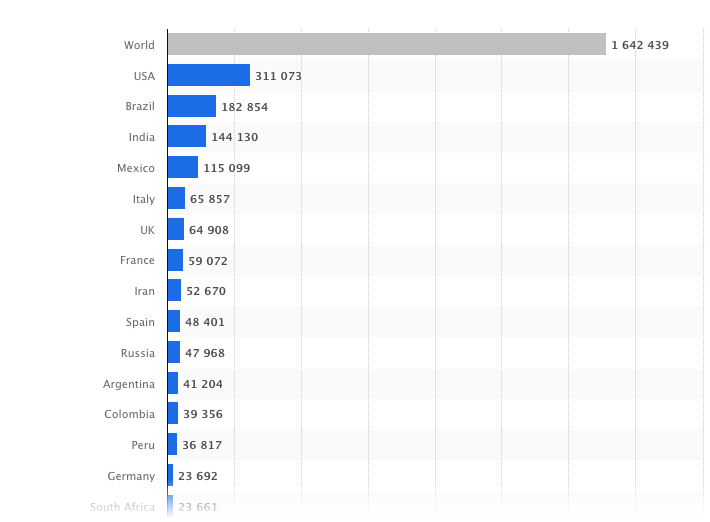 World 1 642 439
USA 311 073
Brazil 182 854
India 144 130
Mexico 115 099
Italy 65 857
UK 64 908
France 59 072
Iran 52 670
Spain 48 401
Russia 47 968
Argentina 41 204
Colombia 39 356
Peru 36 817
Germany 23 692
South Africa 23 661